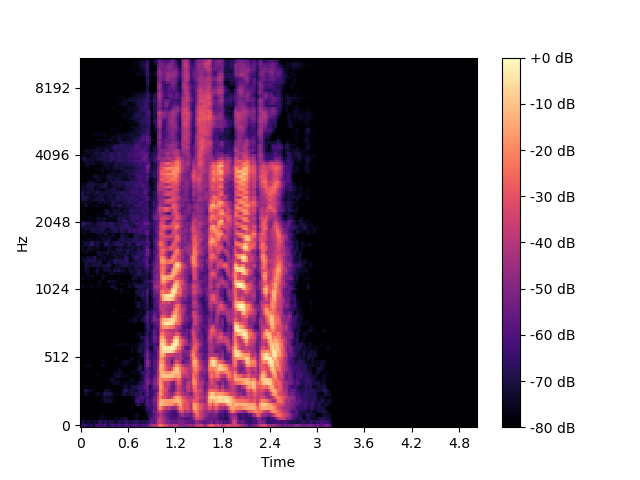 +0 dB
8192
-10 dB
4096
-20 dB
-30 dB
2048
Hz
-40 dB
1024
-50 dB
512
-60 dB
-70 dB
0
-80 dB
0 0.6 1.2 1.8 2.4 3 3.6 4.2 4.8
Time